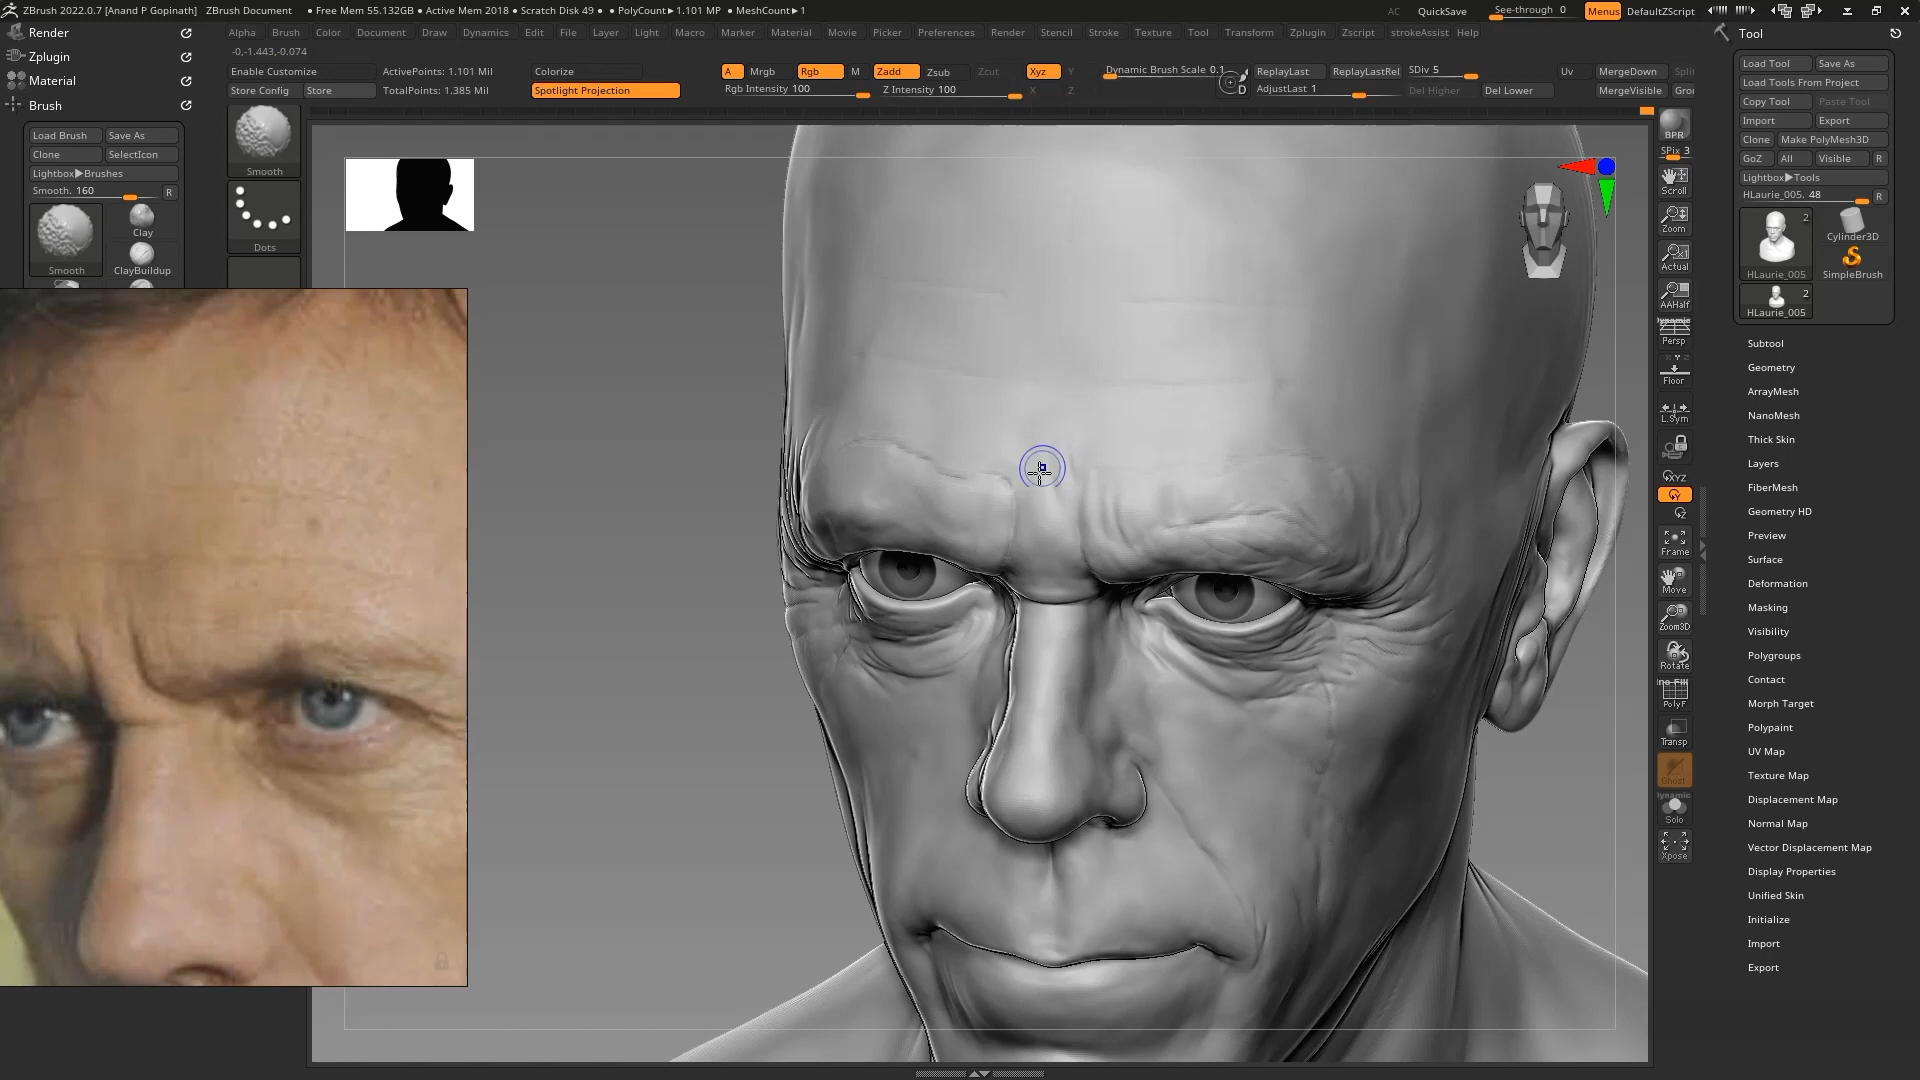 ZBrush 2022.0.7 [Anand P Gopinath] ZBrush Document • Free Mem 55.132GB • Active Mem 2018 • Scratch Disk 49 • PolyCount▶1.101 MP • MeshCount▶1 AC QuickSave See-through 0 Menus DefaultZScript
Render
Zplugin
Material
Brush
Alpha Brush Color Document Draw Dynamics Edit File Layer Light Macro Marker Material Movie Picker Preferences Render Stencil Stroke Texture Tool Transform Zplugin Zscript strokeAssist Help
-0,-1.443,-0.074
Enable Customize ActivePoints: 1.101 Mil Colorize A Mrgb Rgb M Zadd Zsub Zcut Xyz Y Dynamic Brush Scale 0.1 ReplayLast ReplayLastRel SDiv 5 Uv MergeDown Split
Store Config Store TotalPoints: 1.385 Mil Spotlight Projection Rgb Intensity 100 Z Intensity 100 X Z D AdjustLast 1 Del Higher Del Lower MergeVisible Gro
Load Brush Save As
Clone SelectIcon
Lightbox▶Brushes
Smooth. 160 R
Smooth
Clay
ClayBuildup
Smooth
Dots
BPR
SPix 3
Scroll
Zoom
Actual
AAHalf
Dynamic
Persp
Floor
L.Sym
XYZ
Y
Z
Frame
Move
Zoom3D
Rotate
PolyF
Transp
Ghost
Dynamic
Solo
Xpose
Tool
Load Tool Save As
Load Tools From Project
Copy Tool Paste Tool
Import Export
Clone Make PolyMesh3D
GoZ All Visible R
Lightbox▶Tools
HLaurie_005. 48 R
2
HLaurie_005
Cylinder3D
SimpleBrush
2
HLaurie_005
Subtool
Geometry
ArrayMesh
NanoMesh
Thick Skin
Layers
FiberMesh
Geometry HD
Preview
Surface
Deformation
Masking
Visibility
Polygroups
Contact
Morph Target
Polypaint
UV Map
Texture Map
Displacement Map
Normal Map
Vector Displacement Map
Display Properties
Unified Skin
Initialize
Import
Export